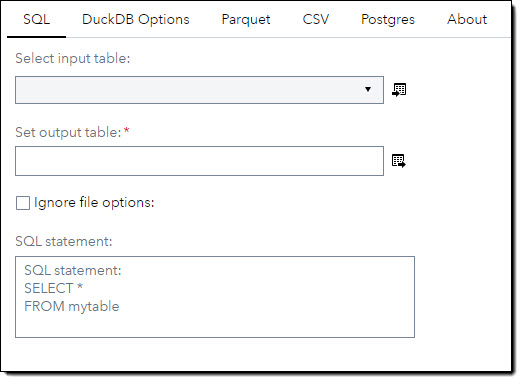 SQL DuckDB Options Parquet CSV Postgres About
Select input table:
Set output table: *
Ignore file options:
SQL statement:
SQL statement:
SELECT *
FROM mytable